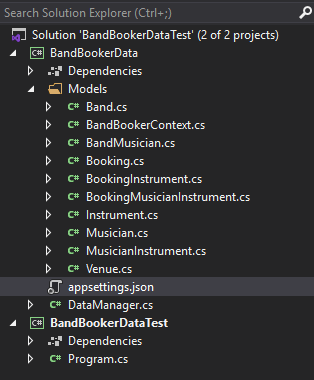 Search Solution Explorer (Ctrl+;)
Solution 'BandBookerDataTest' (2 of 2 projects)
C# BandBookerData
Dependencies
Models
C# Band.cs
C# BandBookerContext.cs
C# BandMusician.cs
C# Booking.cs
C# BookingInstrument.cs
C# BookingMusicianInstrument.cs
C# Instrument.cs
C# Musician.cs
C# MusicianInstrument.cs
C# Venue.cs
appsettings.json
C# DataManager.cs
C# BandBookerDataTest
Dependencies
C# Program.cs